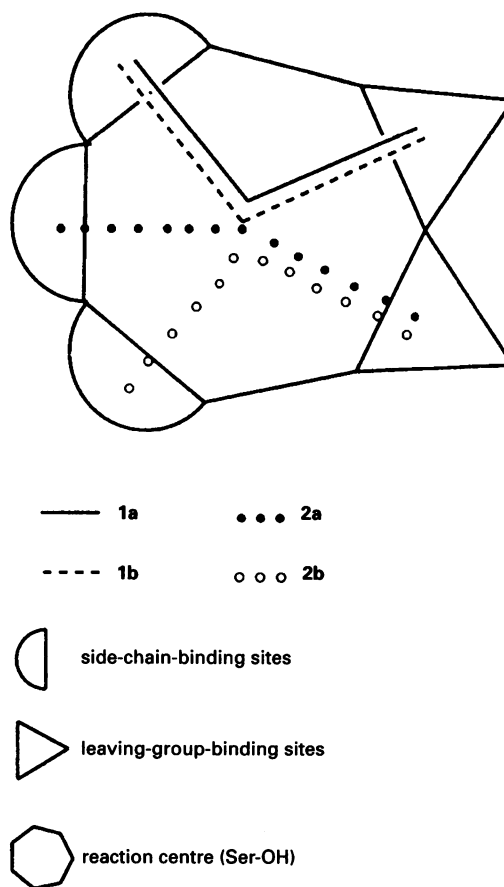 1a 2a
1b 2b
side-chain-binding sites
leaving-group-binding sites
reaction centre (Ser-OH)